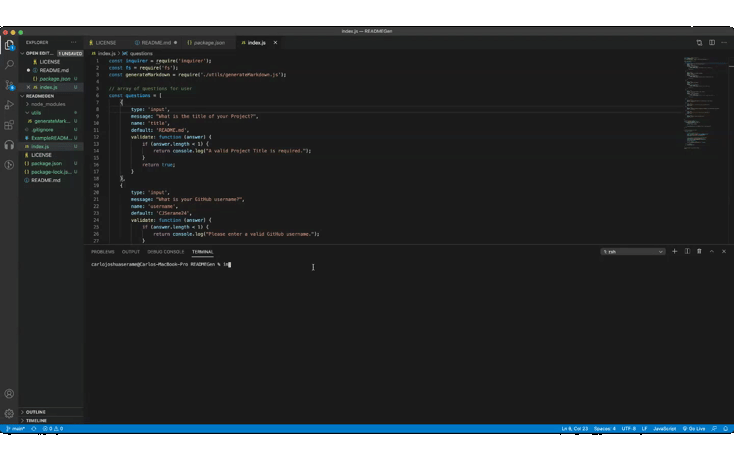 index.js — READMEGen
EXPLORER
OPEN EDIT... 1 UNSAVED
LICENSE
README.md
package.json U
index.js U
READMEGEN
node_modules
utils
generateMark... U
.gitignore U
ExampleREADM... U
index.js U
LICENSE
package.json U
package-lock.js... U
README.md
OUTLINE
TIMELINE
LICENSE
README.md
package.json U
index.js U
index.js > questions
1 const inquirer = require('inquirer');
2 const fs = require('fs');
3 const generateMarkdown = require('./utils/generateMarkdown.js');
4
5 // array of questions for user
6 const questions = [
7 {
8 type: 'input',
9 message: "What is the title of your Project?",
10 name: 'title',
11 default: 'README.md',
12 validate: function (answer) {
13 if (answer.length < 1) {
14 return console.log("A valid Project Title is required.");
15 }
16 return true;
17 }
18 },
19 {
20 type: 'input',
21 message: "What is your GitHub username?",
22 name: 'username',
23 default: 'CJSerame24',
24 validate: function (answer) {
25 if (answer.length < 1) {
26 return console.log("Please enter a valid GitHub username.");
27 }
PROBLEMS OUTPUT DEBUG CONSOLE TERMINAL
1: zsh
carlojoshuaserame@Carlos-MacBook-Pro READMEGen %
main* 0 0 Ln 6, Col 23 Spaces: 4 UTF-8 LF JavaScript Go Live